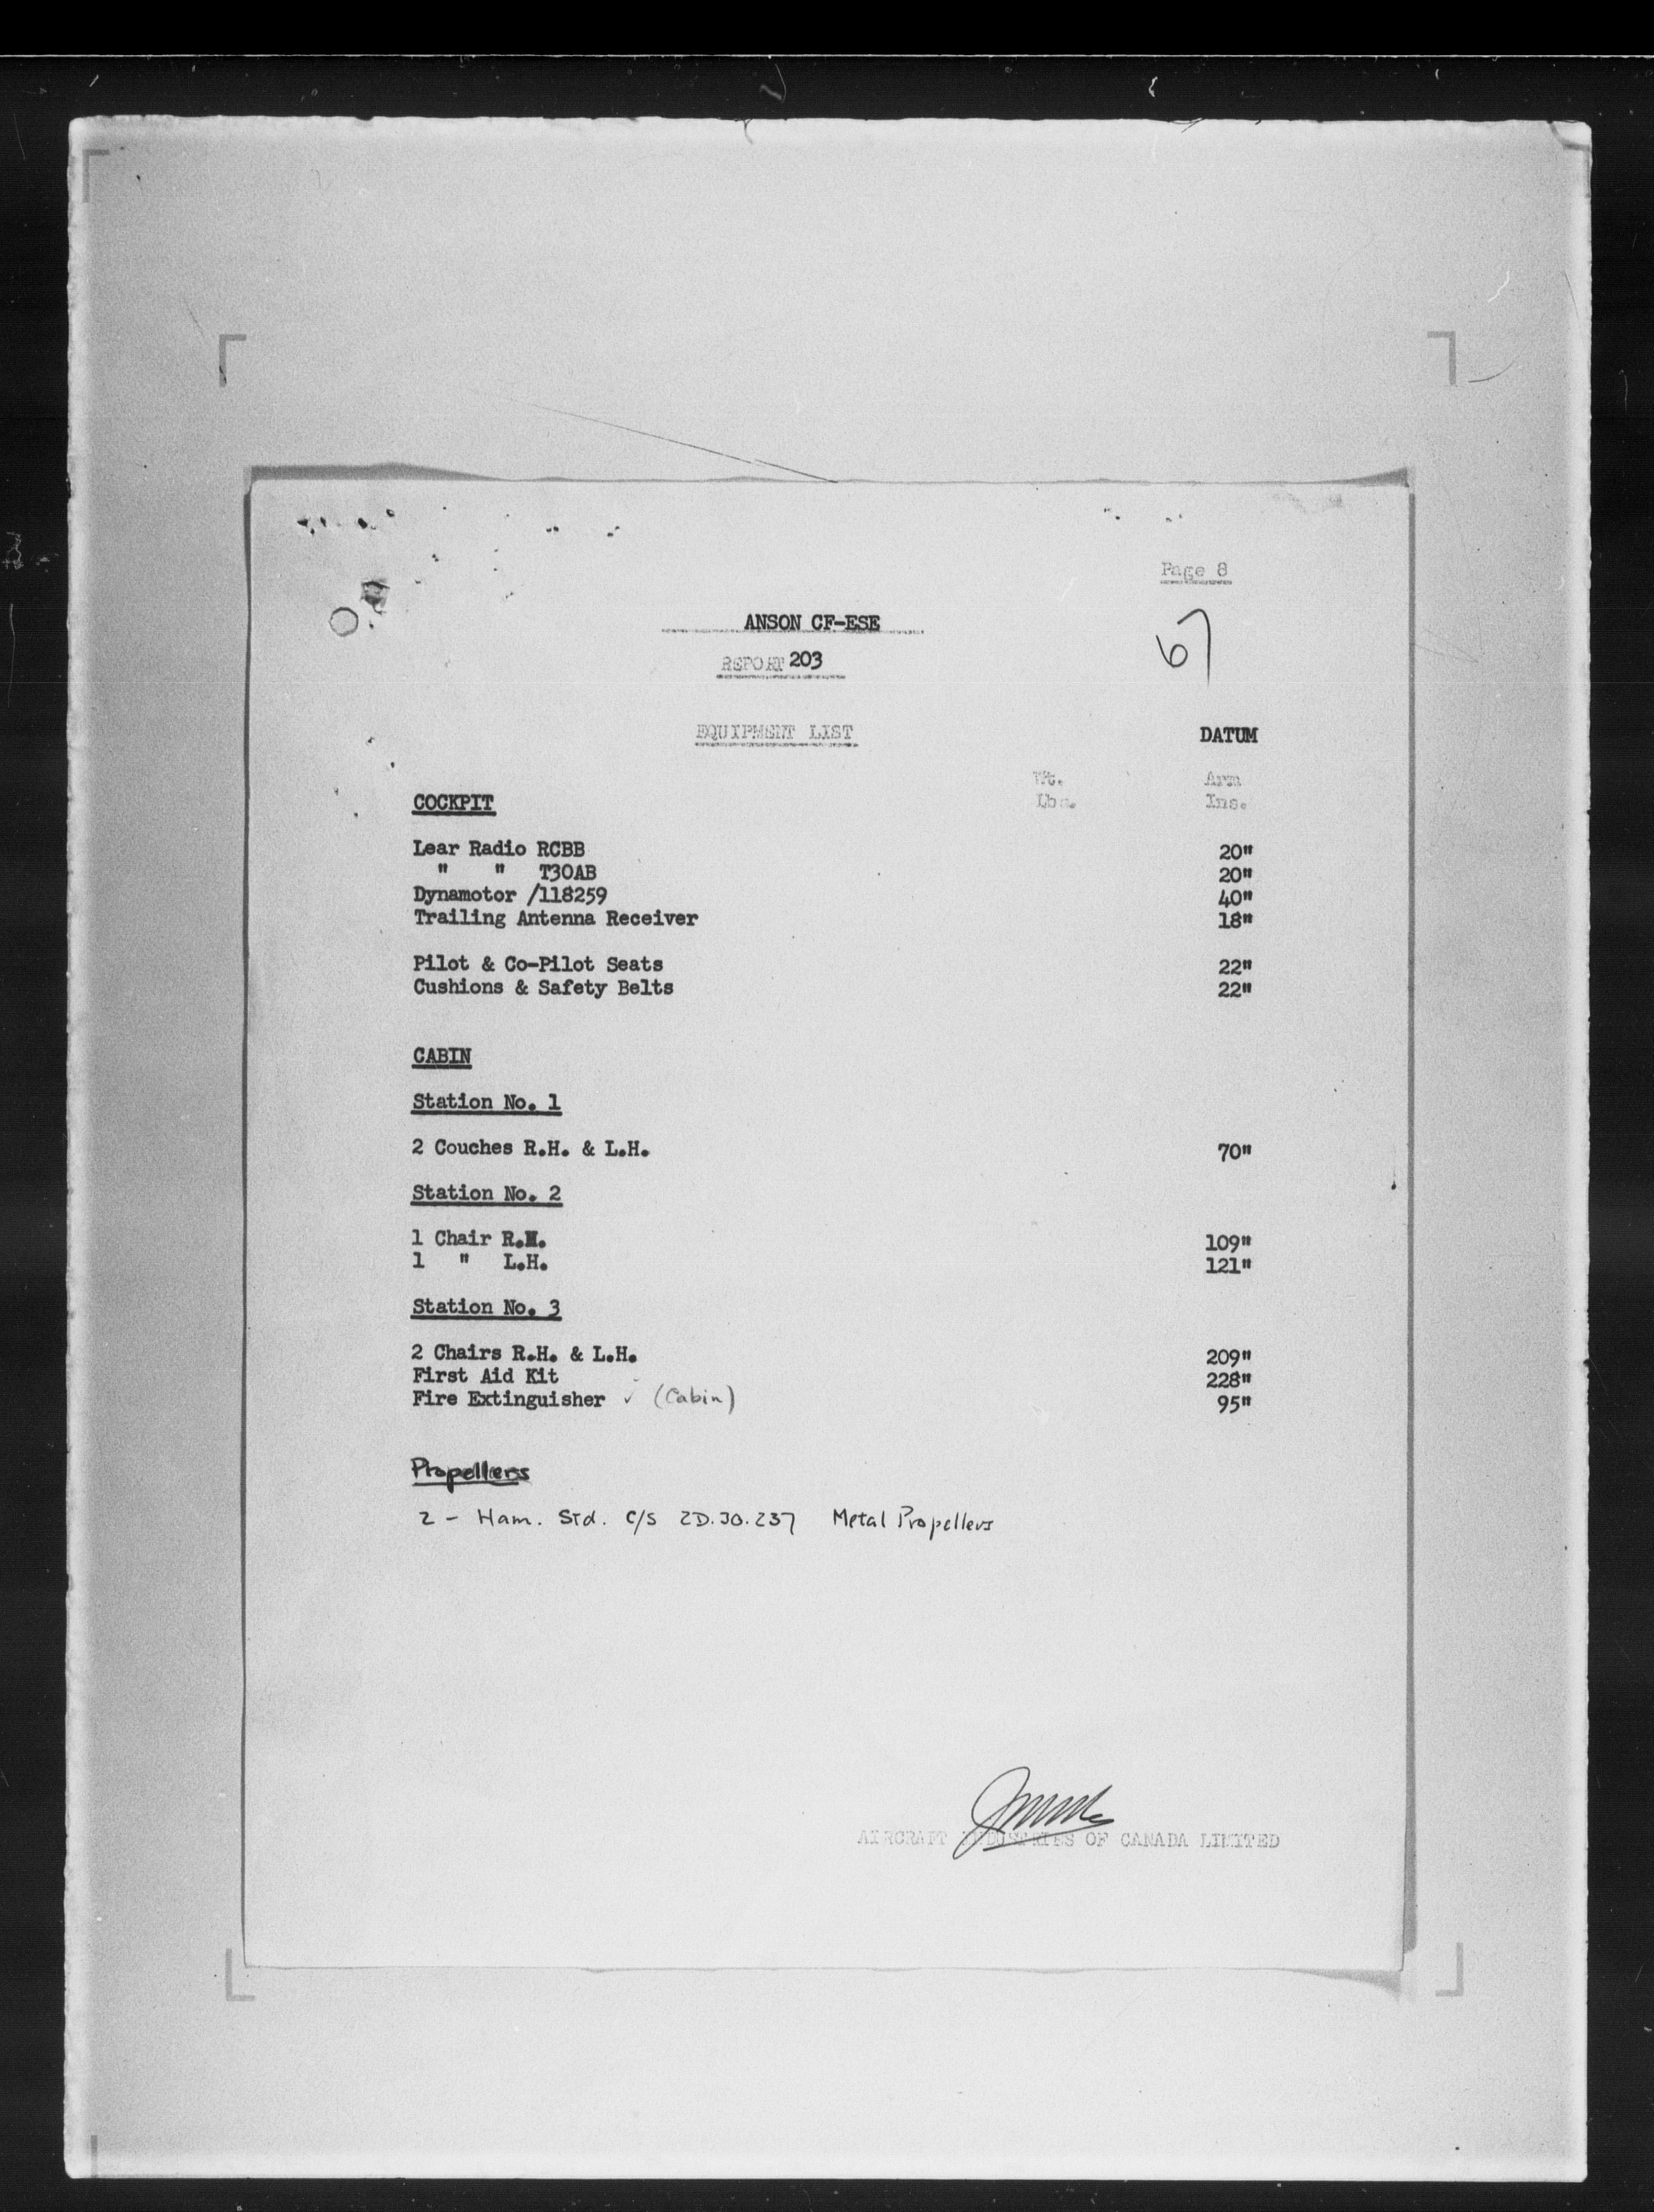 Page 8
ANSON CF-ESE
67
REPORT 203
EQUIPMENT LIST DATUM
Wt. Arm
COCKPIT Lbs. Ins.
Lear Radio RCBB 20"
" " T30AB 20"
Dynamotor /118259 40"
Trailing Antenna Receiver 18"
Pilot & Co-Pilot Seats 22"
Cushions & Safety Belts 22"
CABIN
Station No. 1
2 Couches R.H. & L.H. 70"
Station No. 2
1 Chair R.H. 109"
1 " L.H. 121"
Station No. 3
2 Chairs R.H. & L.H. 209"
First Aid Kit 228"
Fire Extinguisher ✓ (Cabin) 95"
Propellers
2 - Ham. Std. C/S 2D.30.237 Metal Propellers
AIRCRAFT INDUSTRIES OF CANADA LIMITED